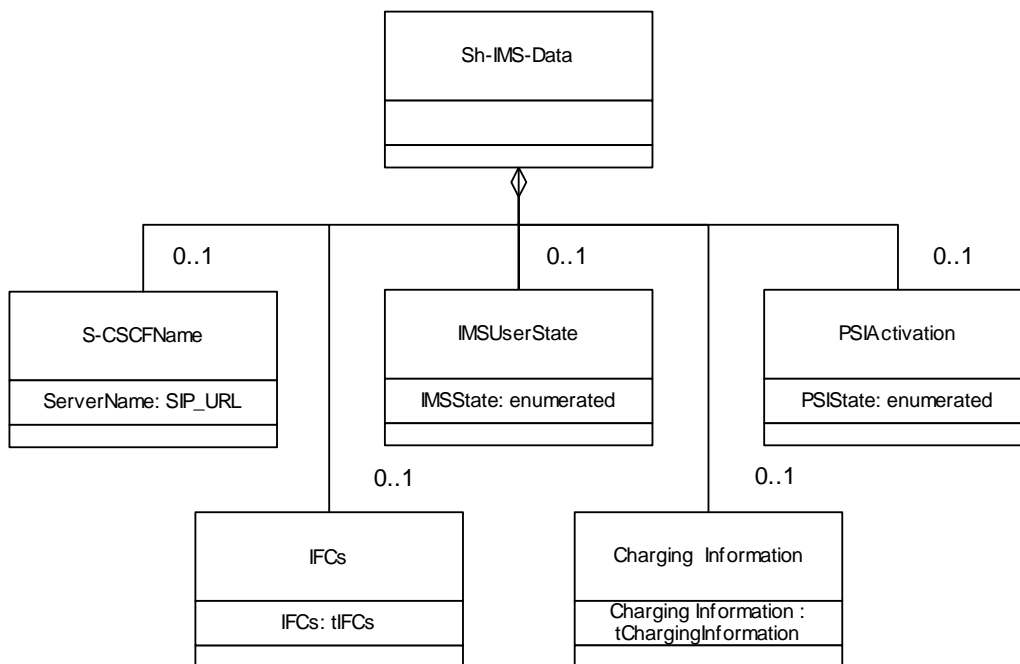 Sh-IMS-Data
0..1
0..1
0..1
S-CSCFName
IMSUserState
PSIActivation
ServerName: SIP_URL
IMSState: enumerated
PSIState: enumerated
0..1
0..1
IFCs
Charging Information
IFCs: tIFCs
Charging Information :
tChargingInformation